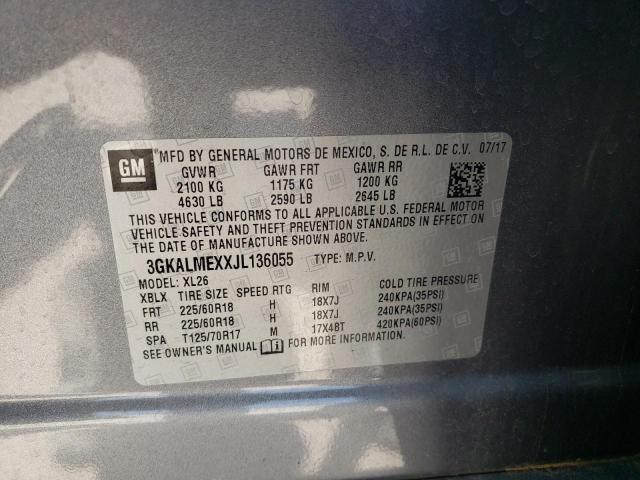 GM
MFD BY GENERAL MOTORS DE MEXICO, S. DE R.L. DE C.V. 07/17
GVWR GAWR FRT GAWR RR
2100 KG 1175 KG 1200 KG
4630 LB 2590 LB 2645 LB
THIS VEHICLE CONFORMS TO ALL APPLICABLE U.S. FEDERAL MOTOR
VEHICLE SAFETY AND THEFT PREVENTION STANDARDS IN EFFECT ON
DATE OF MANUFACTURE SHOWN ABOVE.
3GKALMEXXJL136055 TYPE: M.P.V.
MODEL: XL26
XBLX TIRE SIZE SPEED RTG RIM COLD TIRE PRESSURE
FRT 225/60R18 H 18X7J 240KPA(35PSI)
RR 225/60R18 H 18X7J 240KPA(35PSI)
SPA T125/70R17 M 17X4BT 420KPA(60PSI)
SEE OWNER'S MANUAL FOR MORE INFORMATION.